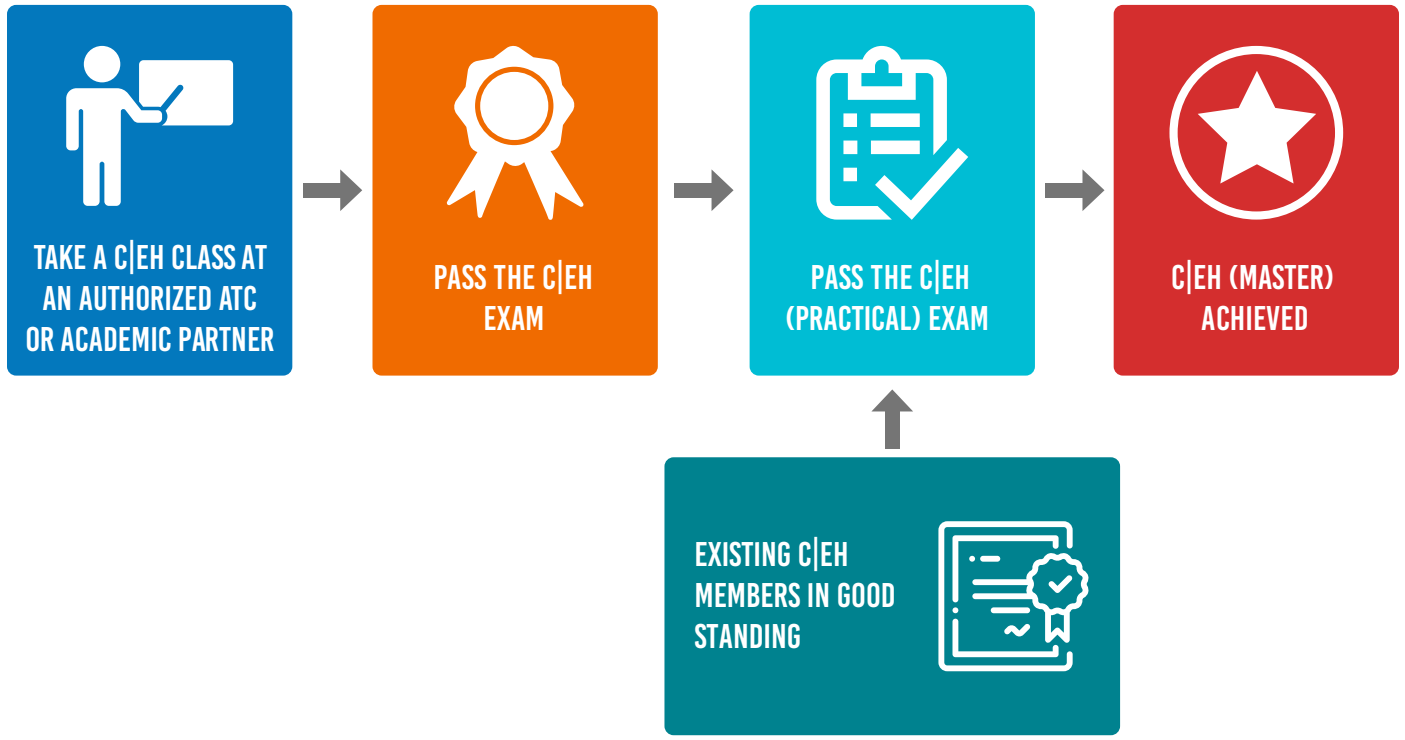 TAKE A C|EH CLASS AT
AN AUTHORIZED ATC
OR ACADEMIC PARTNER
PASS THE C|EH
EXAM
PASS THE C|EH
(PRACTICAL) EXAM
C|EH (MASTER)
ACHIEVED
EXISTING C|EH
MEMBERS IN GOOD
STANDING